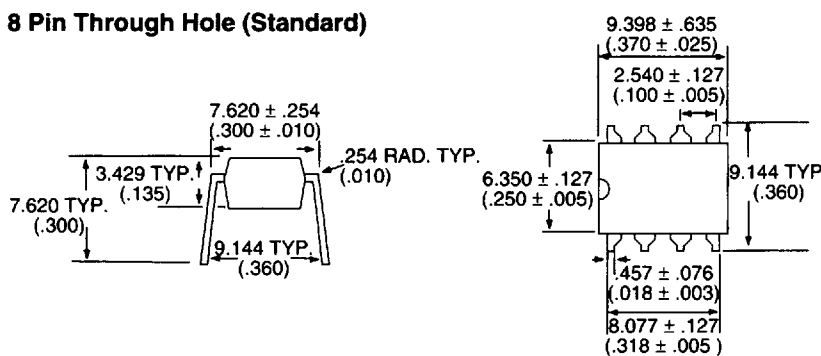 8 Pin Through Hole (Standard)
7.620 ± .254
(.300 ± .010)
3.429 TYP.
(.135)
.254 RAD. TYP.
(.010)
7.620 TYP.
(.300)
9.144 TYP.
(.360)
9.398 ± .635
(.370 ± .025)
2.540 ± .127
(.100 ± .005)
6.350 ± .127
(.250 ± .005)
9.144 TYP
(.360)
.457 ± .076
(.018 ± .003)
8.077 ± .127
(.318 ± .005 )